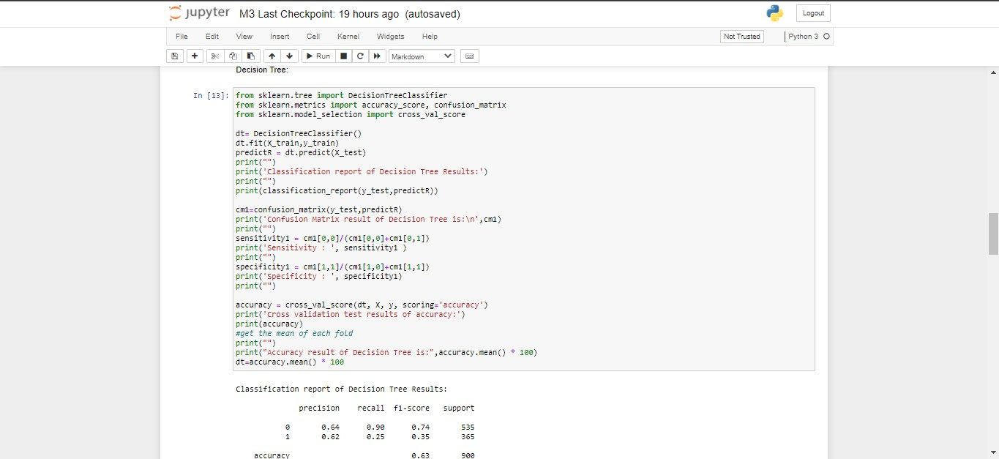 jupyter M3 Last Checkpoint: 19 hours ago (autosaved) Logout
File Edit View Insert Cell Kernel Widgets Help Not Trusted Python 3
Run Markdown
Decision Tree:
In [13]: from sklearn.tree import DecisionTreeClassifier
from sklearn.metrics import accuracy_score, confusion_matrix
from sklearn.model_selection import cross_val_score
dt= DecisionTreeClassifier()
dt.fit(X_train,y_train)
predictR = dt.predict(X_test)
print("")
print('Classification report of Decision Tree Results:')
print("")
print(classification_report(y_test,predictR))
cm1=confusion_matrix(y_test,predictR)
print('Confusion Matrix result of Decision Tree is:\n',cm1)
print("")
sensitivity1 = cm1[0,0]/(cm1[0,0]+cm1[0,1])
print('Sensitivity : ', sensitivity1 )
print("")
specificity1 = cm1[1,1]/(cm1[1,0]+cm1[1,1])
print('Specificity : ', specificity1)
print("")
accuracy = cross_val_score(dt, X, y, scoring='accuracy')
print('Cross validation test results of accuracy:')
print(accuracy)
#get the mean of each fold
print("")
print("Accuracy result of Decision Tree is:",accuracy.mean() * 100)
dt=accuracy.mean() * 100
Classification report of Decision Tree Results:
precision recall f1-score support
0 0.64 0.90 0.74 535
1 0.62 0.25 0.35 365
accuracy 0.63 900